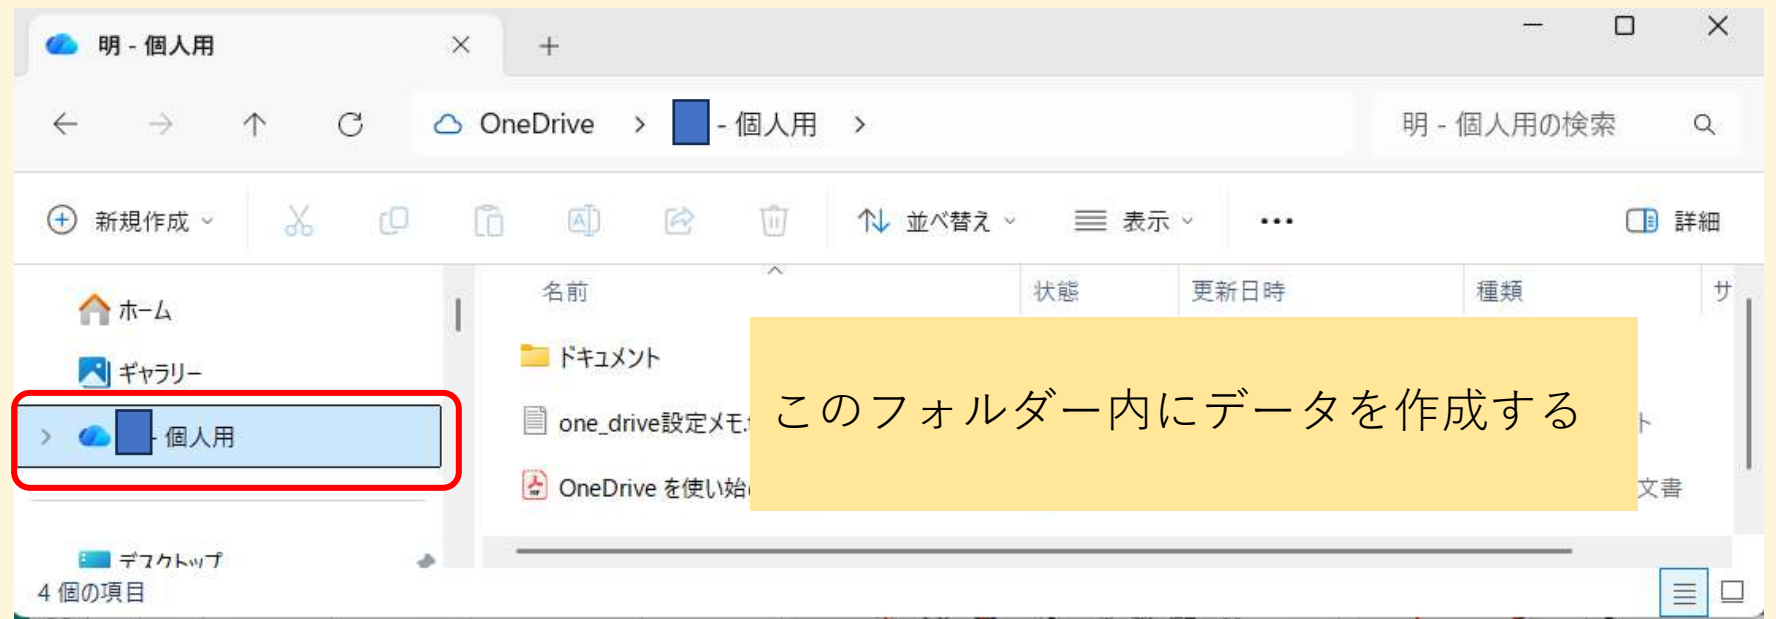 明 - 個人用
OneDrive > - 個人用 >
明 - 個人用の検索
新規作成
並べ替え
表示
詳細
ホーム
ギャラリー
- 個人用
デスクトップ
名前 状態 更新日時 種類 サ
ドキュメント
one_drive設定メモ
OneDrive を使い始
文書
このフォルダー内にデータを作成する
4 個の項目